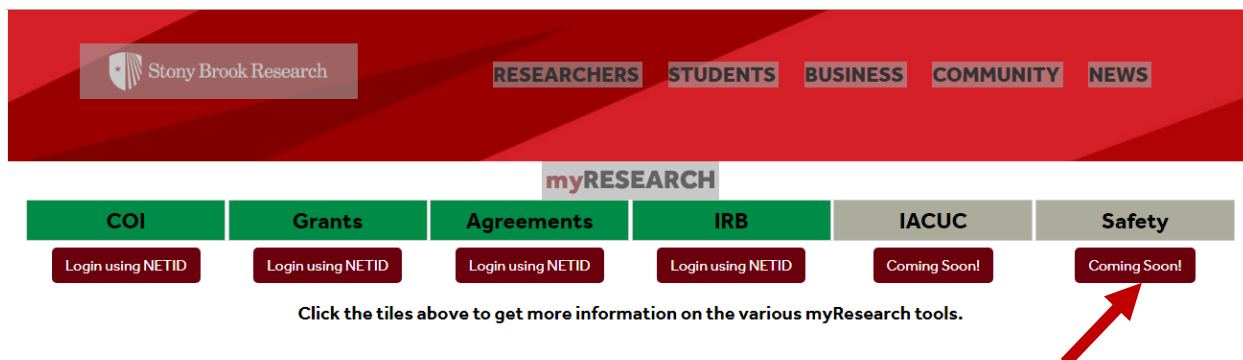 Stony Brook Research
RESEARCHERS STUDENTS BUSINESS COMMUNITY NEWS
myRESEARCH
COI Grants Agreements IRB IACUC Safety
Login using NETID Login using NETID Login using NETID Login using NETID Coming Soon! Coming Soon!
Click the tiles above to get more information on the various myResearch tools.